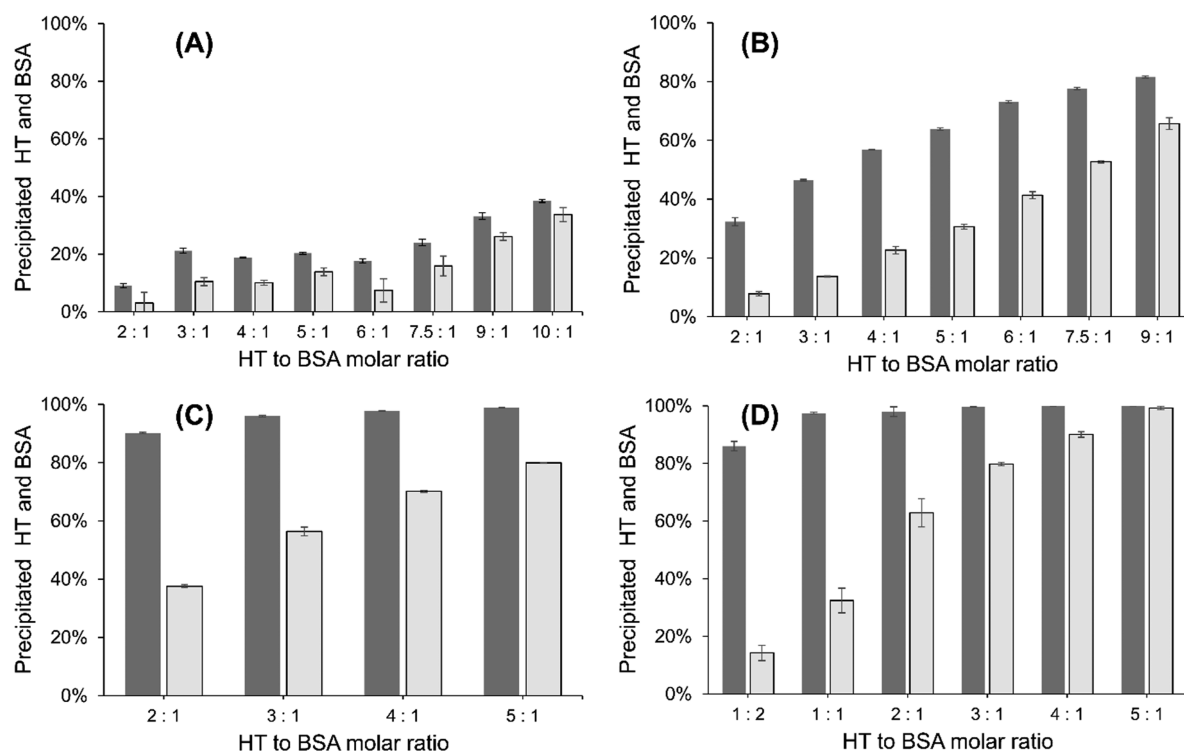 (A)
Precipitated HT and BSA
100%
80%
60%
40%
20%
0%
2 : 1 3 : 1 4 : 1 5 : 1 6 : 1 7.5 : 1 9 : 1 10 : 1
HT to BSA molar ratio
(B)
Precipitated HT and BSA
100%
80%
60%
40%
20%
0%
2 : 1 3 : 1 4 : 1 5 : 1 6 : 1 7.5 : 1 9 : 1
HT to BSA molar ratio
(C)
Precipitated HT and BSA
100%
80%
60%
40%
20%
0%
2 : 1 3 : 1 4 : 1 5 : 1
HT to BSA molar ratio
(D)
Precipitated HT and BSA
100%
80%
60%
40%
20%
0%
1 : 2 1 : 1 2 : 1 3 : 1 4 : 1 5 : 1
HT to BSA molar ratio